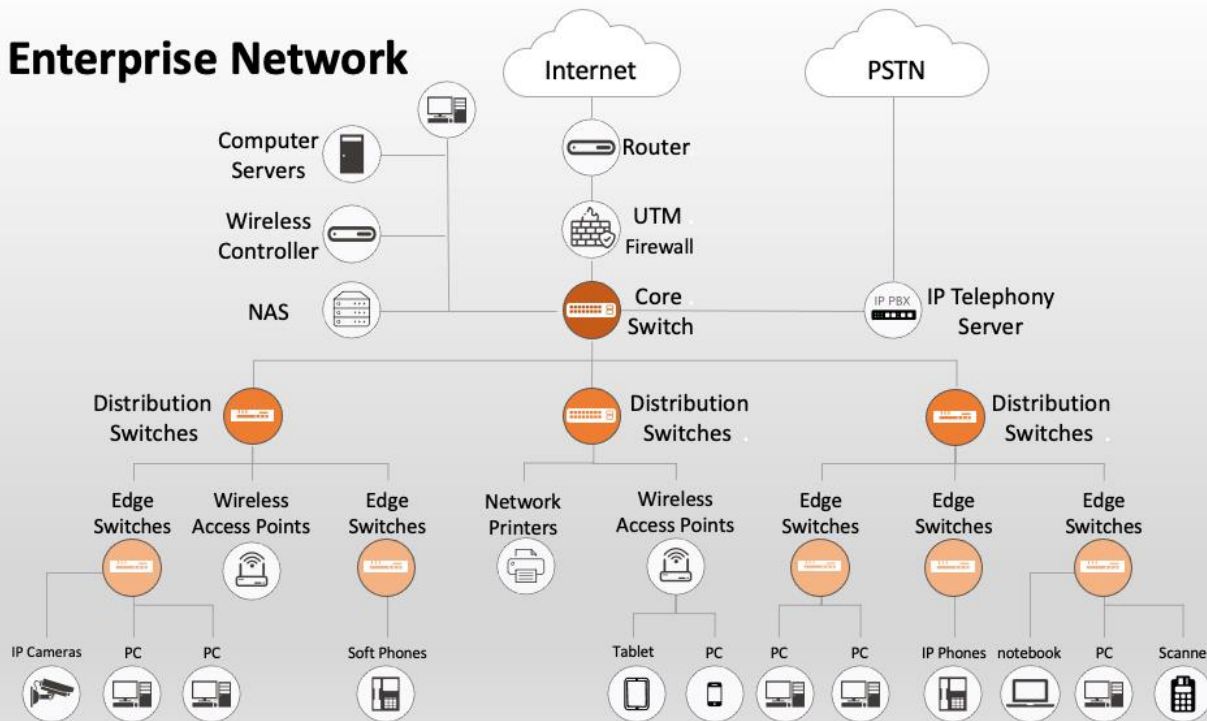 Enterprise Network
Internet
PSTN
Computer
Servers
Router
Wireless
Controller
UTM
Firewall
NAS
Core
Switch
IP PBX
IP Telephony
Server
Distribution
Switches
Distribution
Switches
Distribution
Switches
Edge
Switches
Wireless
Access Points
Edge
Switches
Network
Printers
Wireless
Access Points
Edge
Switches
Edge
Switches
Edge
Switches
IP Cameras
PC
PC
Soft Phones
Tablet
PC
PC
PC
IP Phones
notebook
PC
Scanne